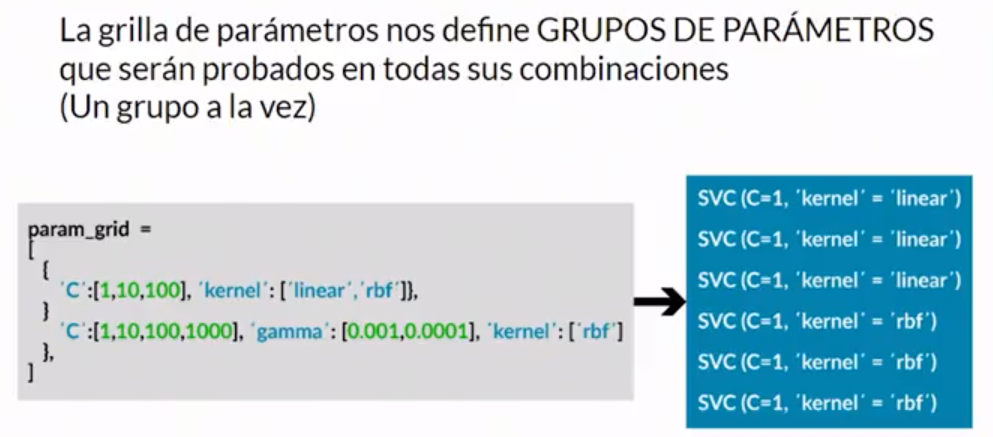 La grilla de parámetros nos define GRUPOS DE PARÁMETROS
que serán probados en todas sus combinaciones
(Un grupo a la vez)
param_grid =
[
{
´C´:[1,10,100], ´kernel´: [´linear´,´rbf´]},
}
´C´:[1,10,100,1000], ´gamma´: [0.001,0.0001], ´kernel´: [´rbf´]
},
]
SVC (C=1, ´kernel´ = ´linear´)
SVC (C=1, ´kernel´ = ´linear´)
SVC (C=1, ´kernel´ = ´linear´)
SVC (C=1, ´kernel´ = ´rbf´)
SVC (C=1, ´kernel´ = ´rbf´)
SVC (C=1, ´kernel´ = ´rbf´)